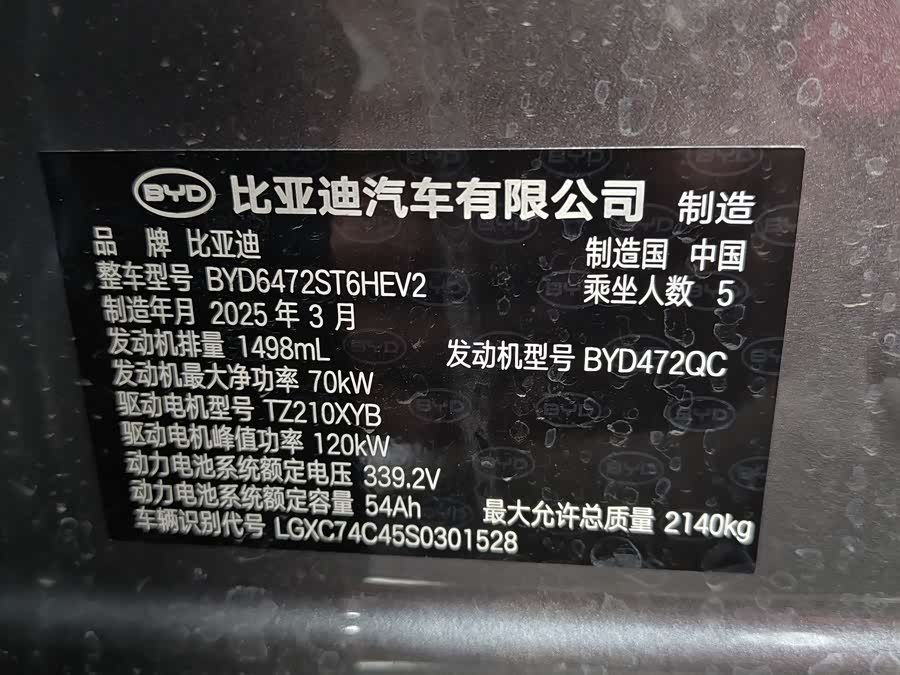 BYD 比亚迪汽车有限公司 制造
品 牌 比亚迪 制造国 中国
整车型号 BYD6472ST6HEV2 乘坐人数 5
制造年月 2025 年 3 月
发动机排量 1498mL 发动机型号 BYD472QC
发动机最大净功率 70kW
驱动电机型号 TZ210XYB
驱动电机峰值功率 120kW
动力电池系统额定电压 339.2V
动力电池系统额定容量 54Ah 最大允许总质量 2140kg
车辆识别代号 LGXC74C45S0301528